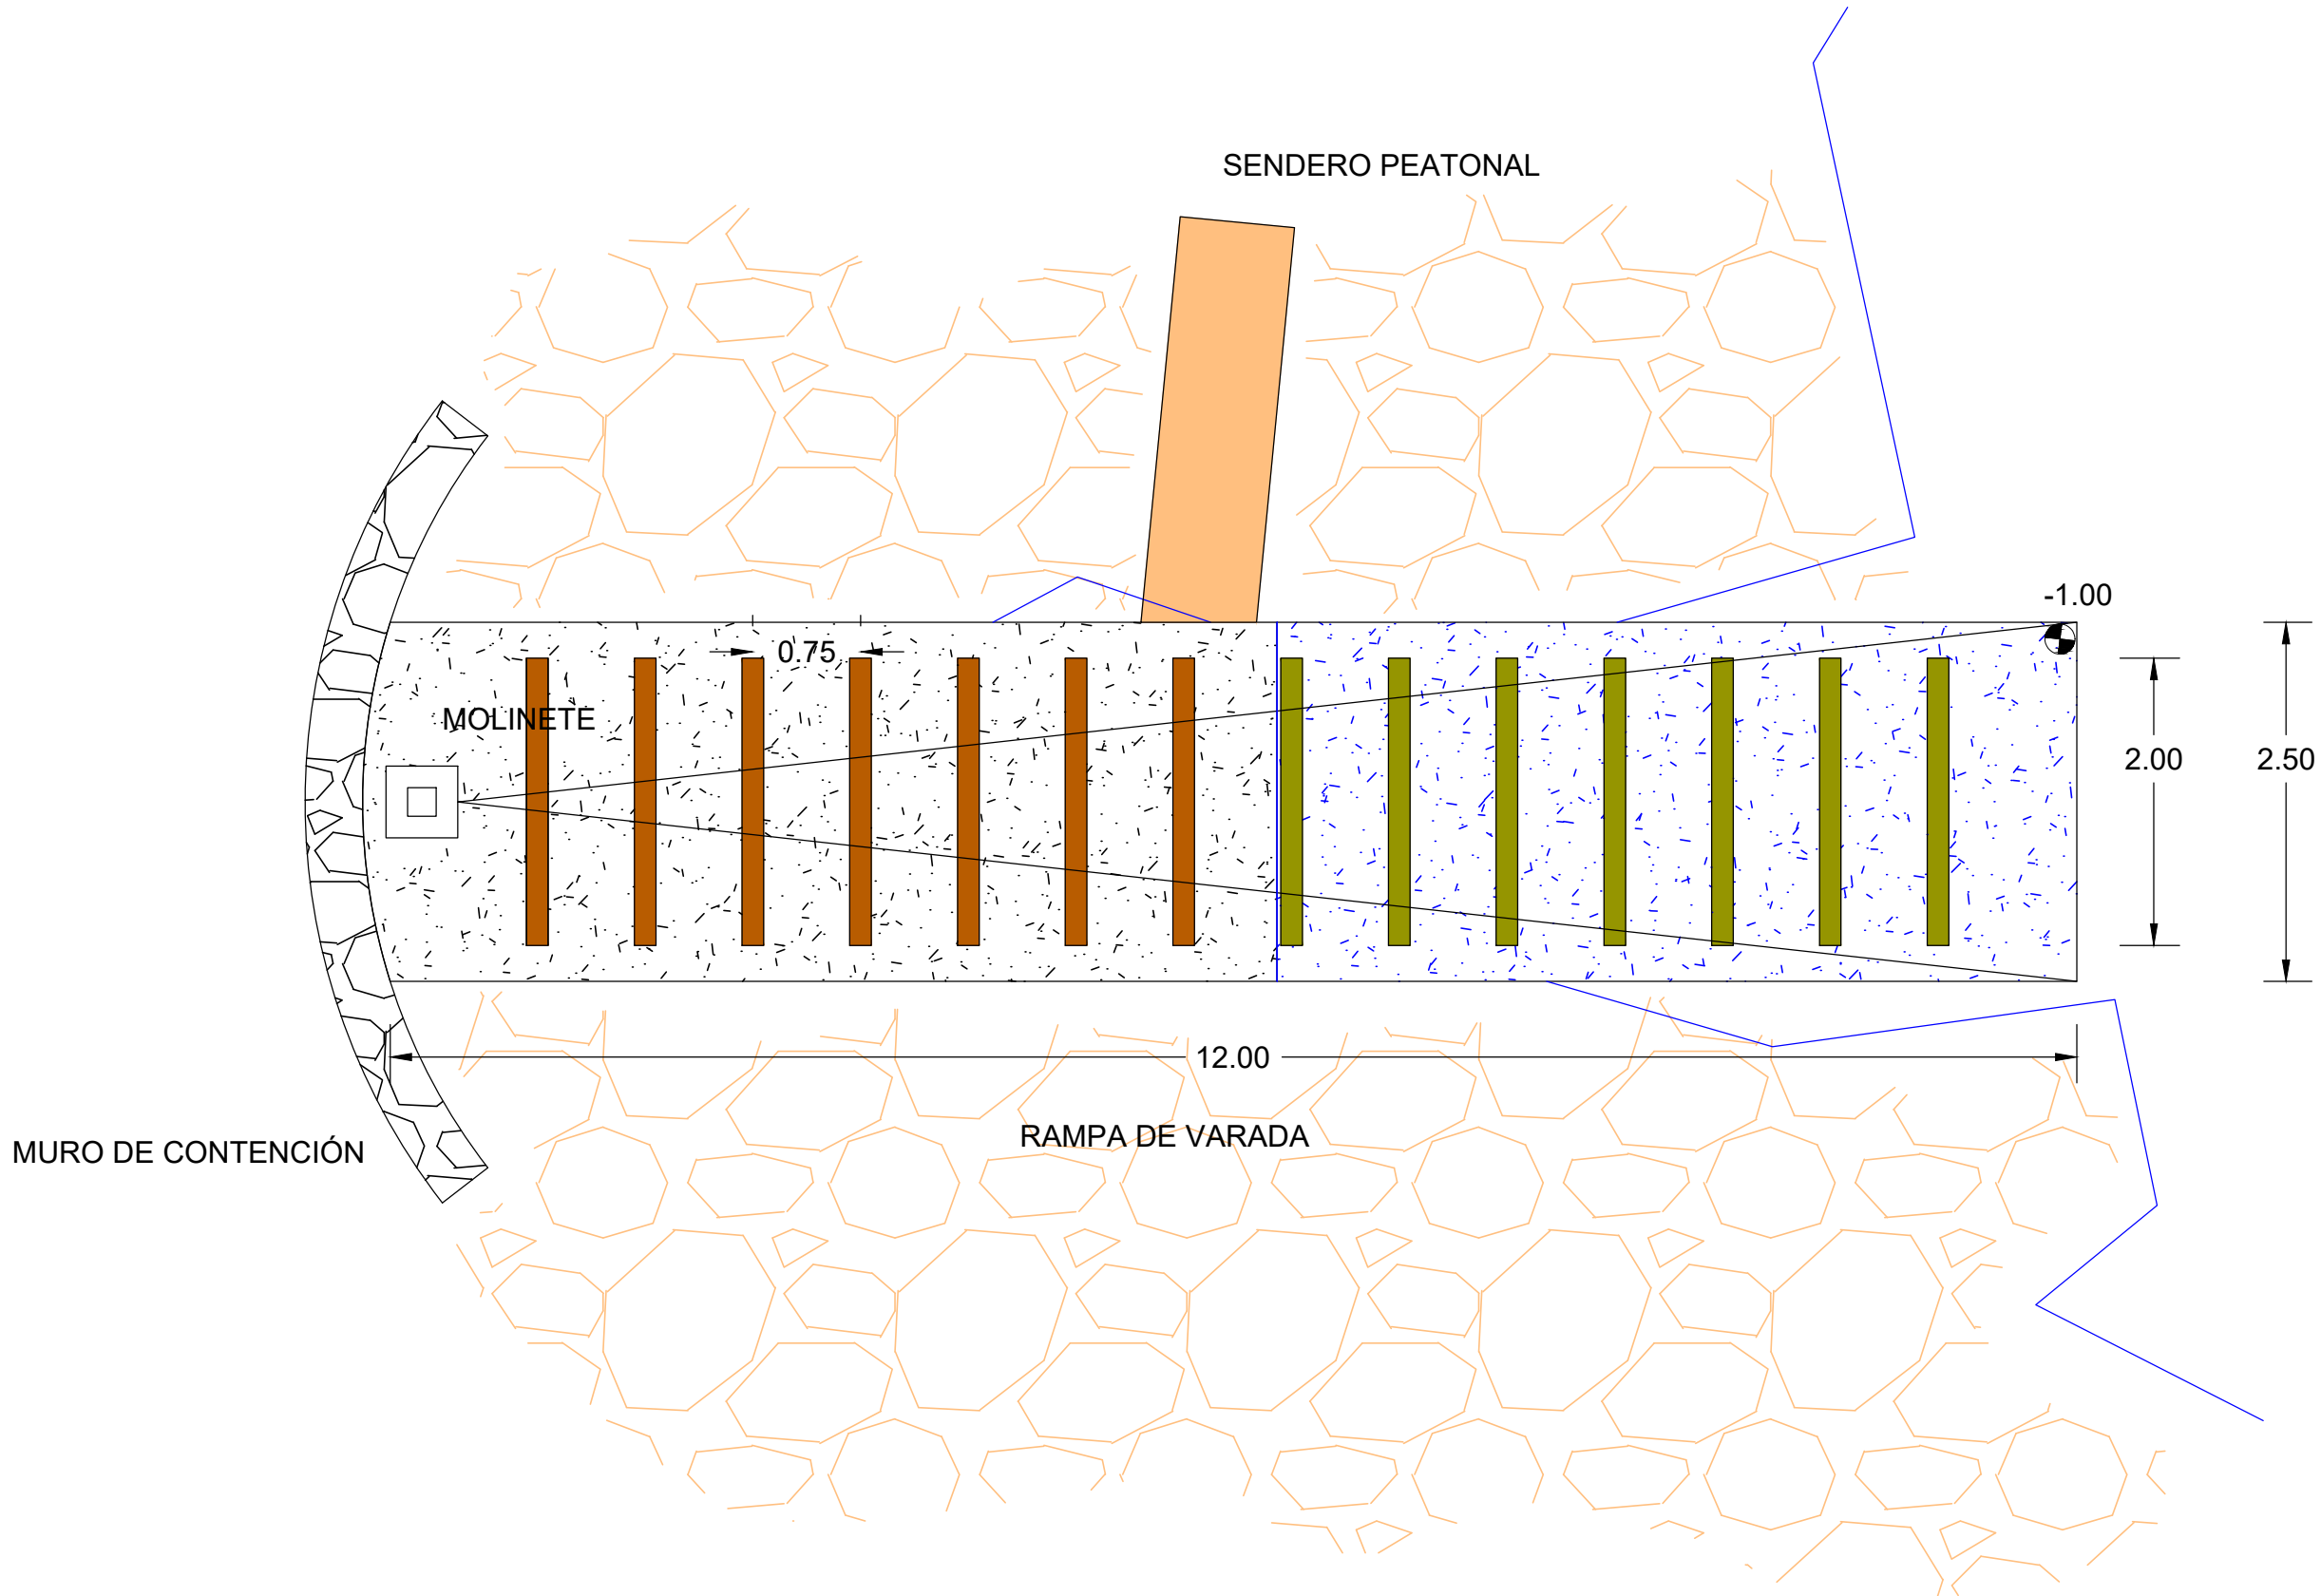 SENDERO PEATONAL
-1.00
0.75
MOLINETE
2.00
2.50
12.00
RAMPA DE VARADA
MURO DE CONTENCIÓN